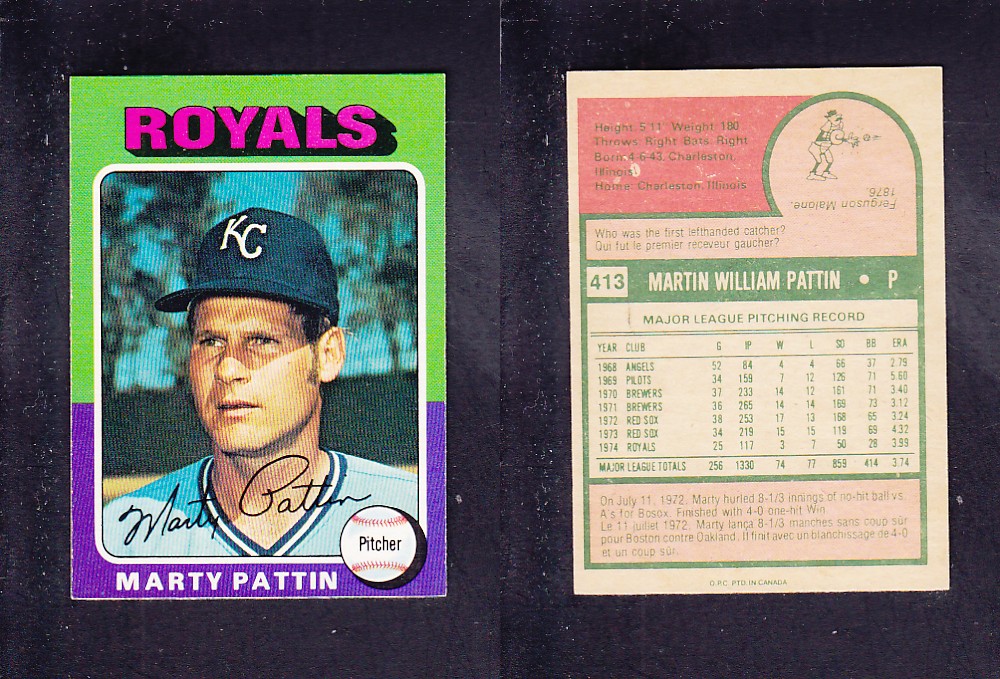 ROYALS
KC
Marty Pattin
Pitcher
MARTY PATTIN
Height 5'11 Weight 180
Throws Right Bats Right
Born 4-6-43, Charleston,
Illinois
Home: Charleston, Illinois
Ferguson Malone,
1876.
Who was the first lefthanded catcher?
Qui fut le premier receveur gaucher?
413 MARTIN WILLIAM PATTIN • P
MAJOR LEAGUE PITCHING RECORD
YEAR CLUB G IP W L SO BB ERA
1968 ANGELS 52 84 4 4 66 37 2.79
1969 PILOTS 34 159 7 12 126 71 5.60
1970 BREWERS 37 233 14 12 161 71 3.40
1971 BREWERS 36 265 14 14 169 73 3.12
1972 RED SOX 38 253 17 13 168 65 3.24
1973 RED SOX 34 219 15 15 119 69 4.32
1974 ROYALS 25 117 3 7 50 28 3.99
MAJOR LEAGUE TOTALS 256 1330 74 77 859 414 3.74
On July 11, 1972, Marty hurled 8-1/3 innings of no-hit ball vs.
A's for Bosox. Finished with 4-0 one-hit Win
Le 11 juillet 1972, Marty lança 8-1/3 manches sans coup sûr
pour Boston contre Oakland. Il finit avec un blanchissage de 4-0
et un coup sûr.
O.P.C. PTD. IN CANADA